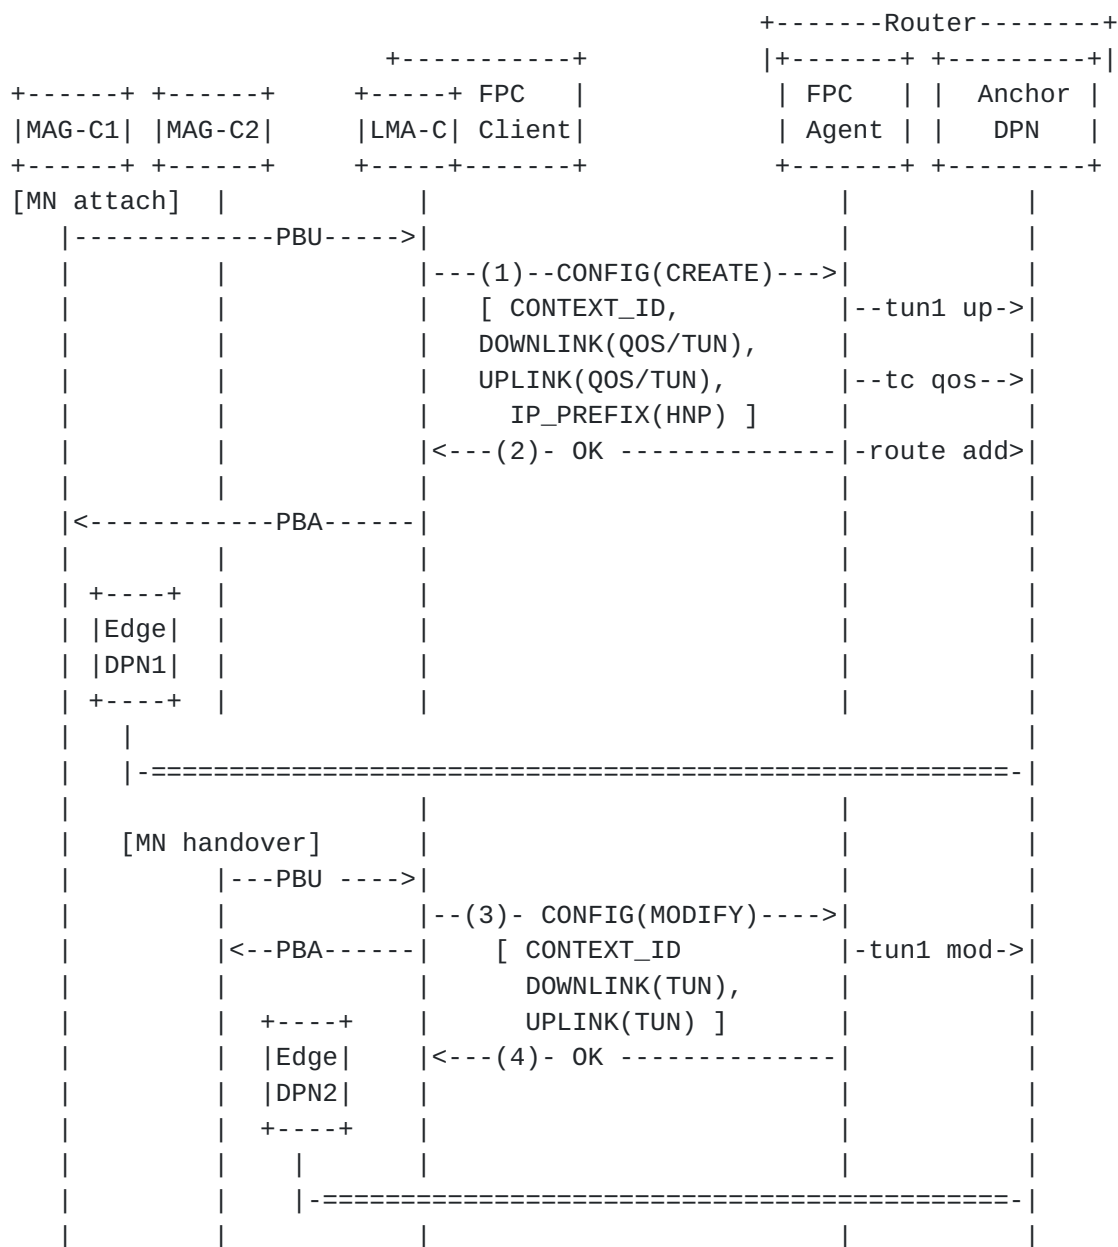 +-------Router--------+
+-----------+ |+-------+ +---------+|
+------+ +------+ +-----+ FPC | | FPC | | Anchor |
|MAG-C1| |MAG-C2| |LMA-C| Client| | Agent | | DPN |
+------+ +------+ +-----+-------+ +-------+ +---------+
[MN attach] | | | |
|-------------PBU----->| | |
| | |---(1)--CONFIG(CREATE)--->| |
| | | [ CONTEXT_ID, |--tun1 up->|
| | | DOWNLINK(QOS/TUN), | |
| | | UPLINK(QOS/TUN), |--tc qos-->|
| | | IP_PREFIX(HNP) ] | |
| | |<---(2)- OK --------------|-route add>|
| | | | |
|<------------PBA------| | |
| | | | |
| +----+ | | | |
| |Edge| | | | |
| |DPN1| | | | |
| +----+ | | | |
| | |
| |-=======================================================-|
| | | |
| [MN handover] | | |
| |---PBU ---->| | |
| | |--(3)- CONFIG(MODIFY)---->| |
| |<--PBA------| [ CONTEXT_ID |-tun1 mod->|
| | | DOWNLINK(TUN), | |
| | +----+ | UPLINK(TUN) ] | |
| | |Edge| |<---(4)- OK --------------| |
| | |DPN2| | | |
| | +----+ | | |
| | | | | |
| | |-============================================-|
| | | | |